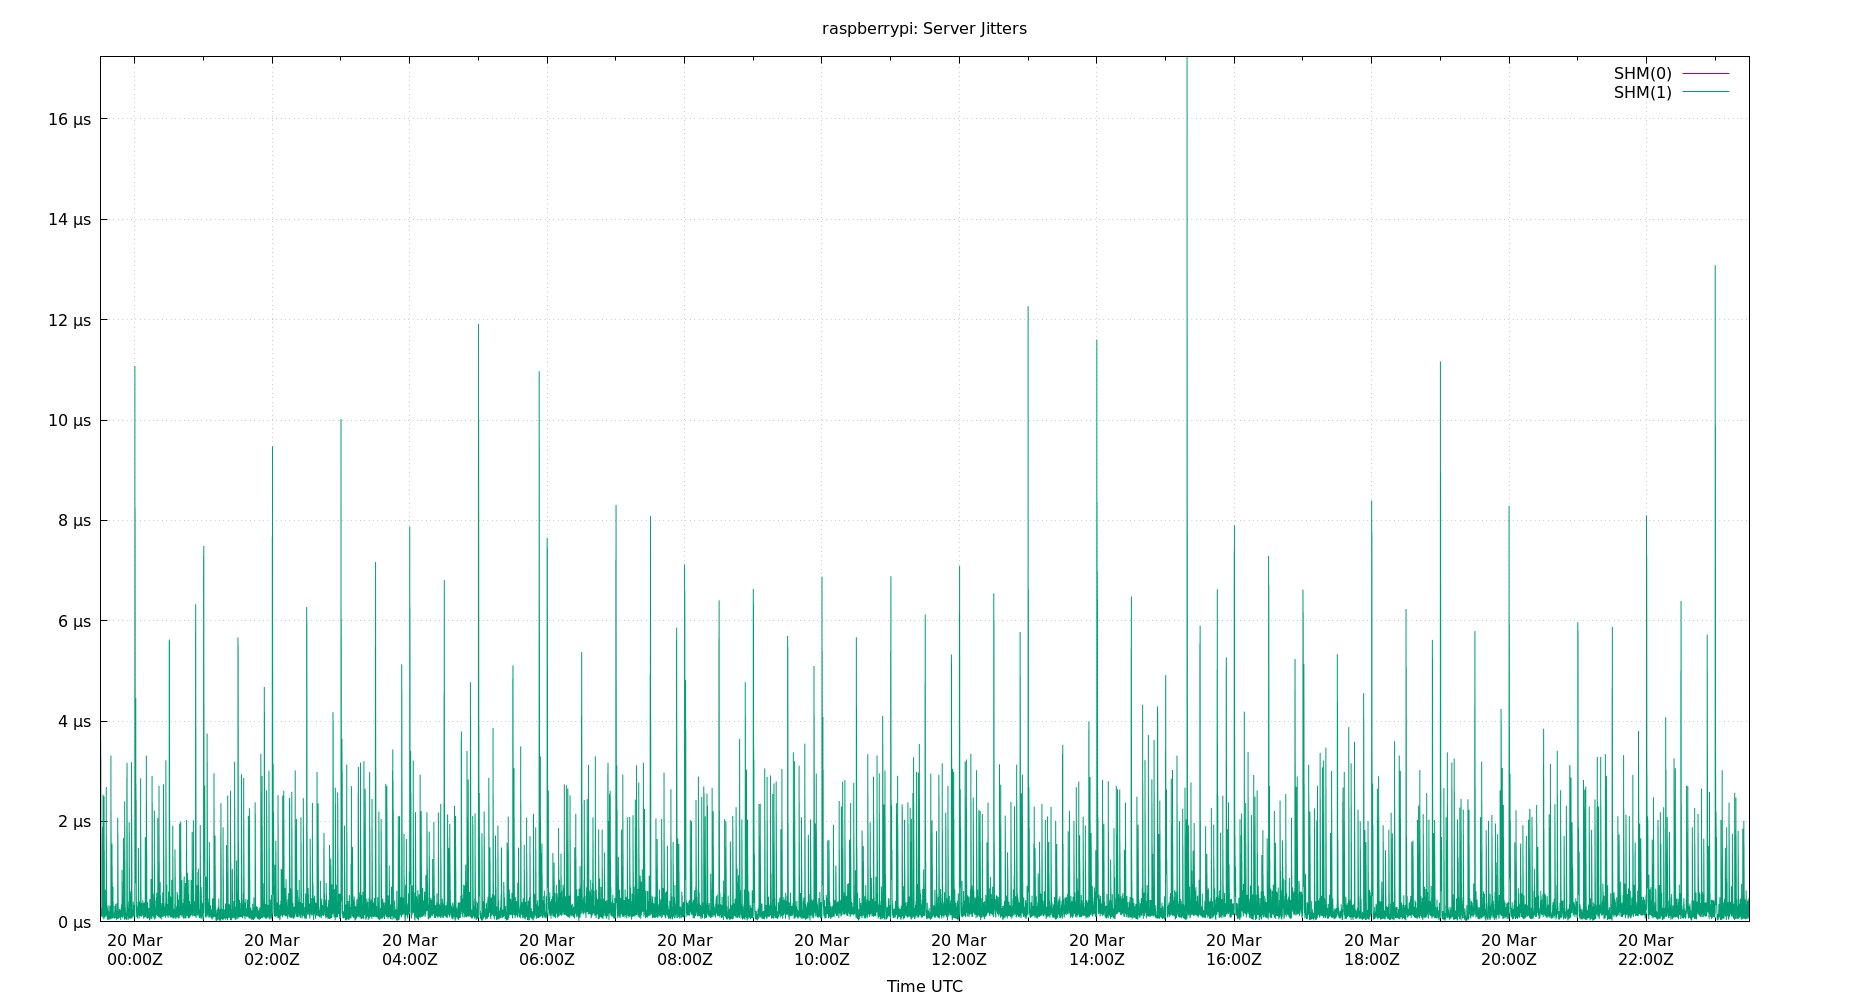 raspberrypi: Server Jitters
SHM(0)
SHM(1)
16 µs
14 µs
12 µs
10 µs
8 µs
6 µs
4 µs
2 µs
0 µs
20 Mar 20 Mar 20 Mar 20 Mar 20 Mar 20 Mar 20 Mar 20 Mar 20 Mar 20 Mar 20 Mar 20 Mar
00:00Z 02:00Z 04:00Z 06:00Z 08:00Z 10:00Z 12:00Z 14:00Z 16:00Z 18:00Z 20:00Z 22:00Z
Time UTC